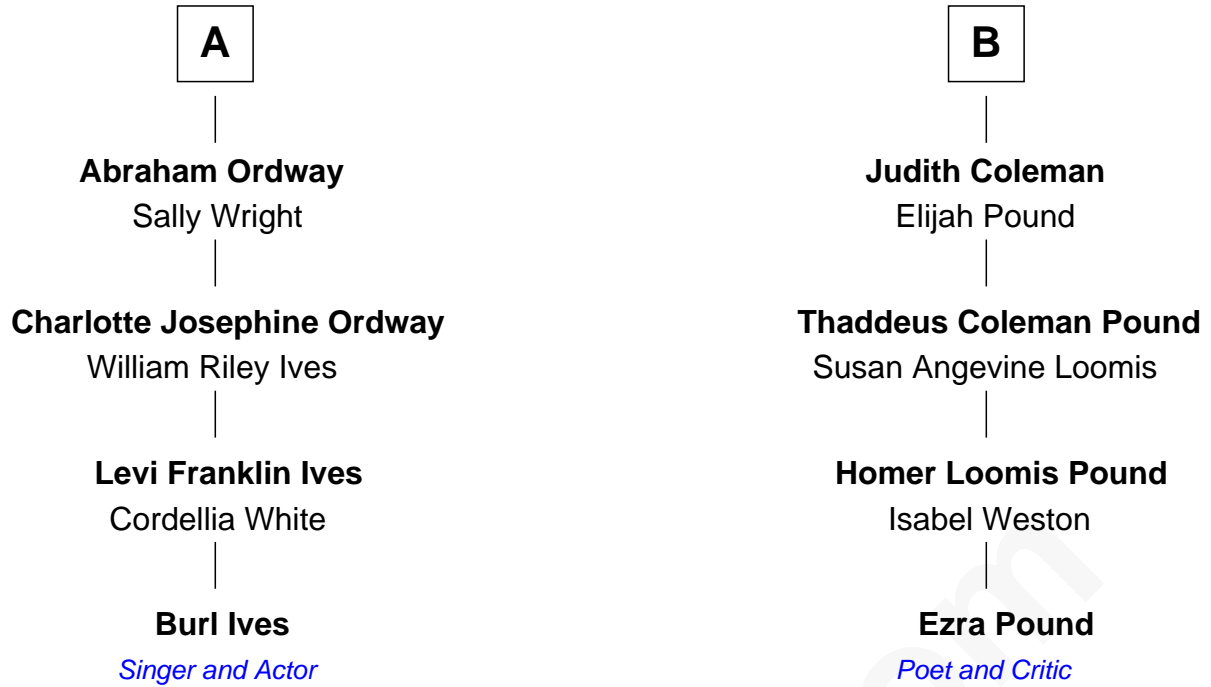 A
Abraham Ordway
Sally Wright
Charlotte Josephine Ordway
William Riley Ives
Levi Franklin Ives
Cordellia White
Burl Ives
Singer and Actor
B
Judith Coleman
Elijah Pound
Thaddeus Coleman Pound
Susan Angevine Loomis
Homer Loomis Pound
Isabel Weston
Ezra Pound
Poet and Critic